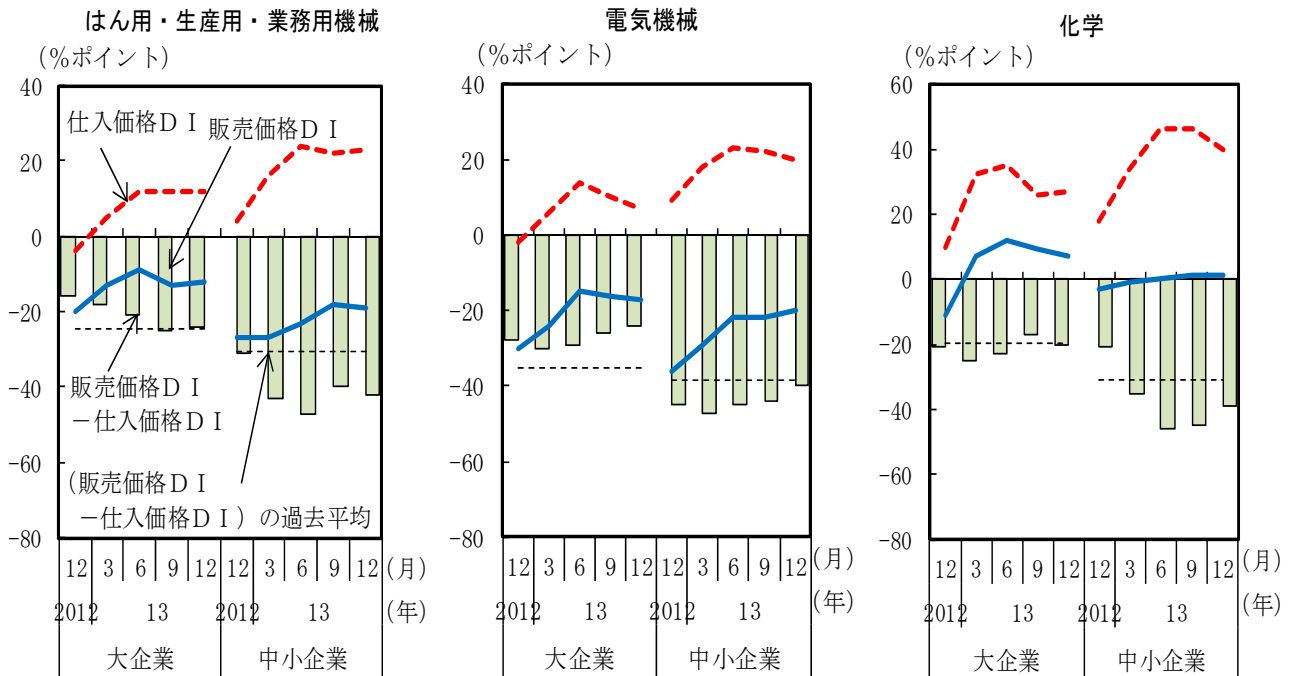 はん用・生産用・業務用機械
(%ポイント)
40
20
0
-20
-40
-60
-80
仕入価格DI
販売価格DI
販売価格DI
-仕入価格DI
(販売価格DI
-仕入価格DI)の過去平均
12 3 6 9 12 12 3 6 9 12 (月)
2012 13 2012 13 (年)
大企業 中小企業
電気機械
(%ポイント)
40
20
0
-20
-40
-60
-80
12 3 6 9 12 12 3 6 9 12 (月)
2012 13 2012 13 (年)
大企業 中小企業
化学
(%ポイント)
60
40
20
0
-20
-40
-60
-80
12 3 6 9 12 12 3 6 9 12 (月)
2012 13 2012 13 (年)
大企業 中小企業